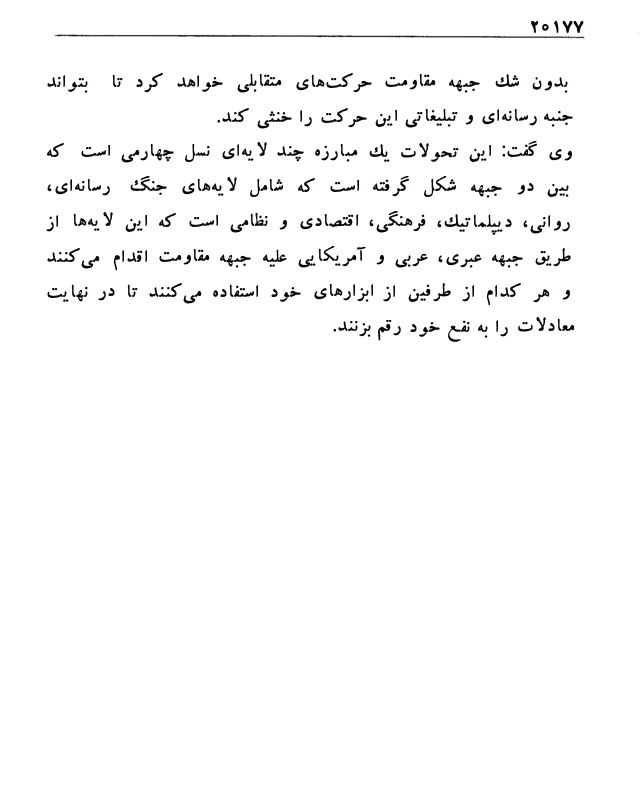 ۲۰۱۷۷
بدون شك جبهه مقاومت حرکت‌های متقابلی خواهد کرد تا بتواند
جنبه رسانه‌ای و تبلیغاتی این حرکت را خنثی کند.
وی گفت: این تحولات یك مبارزه چند لایه‌ای نسل چهارمی است که
بین دو جبهه شکل گرفته است که شامل لایه‌های جنگ رسانه‌ای،
روانی، دیپلماتیك، فرهنگی، اقتصادی و نظامی است که این لایه‌ها از
طریق جبهه عبری، عربی و آمریکایی علیه جبهه مقاومت اقدام می‌کنند
و هر کدام از طرفین از ابزارهای خود استفاده می‌کنند تا در نهایت
معادلات را به نفع خود رقم بزنند.